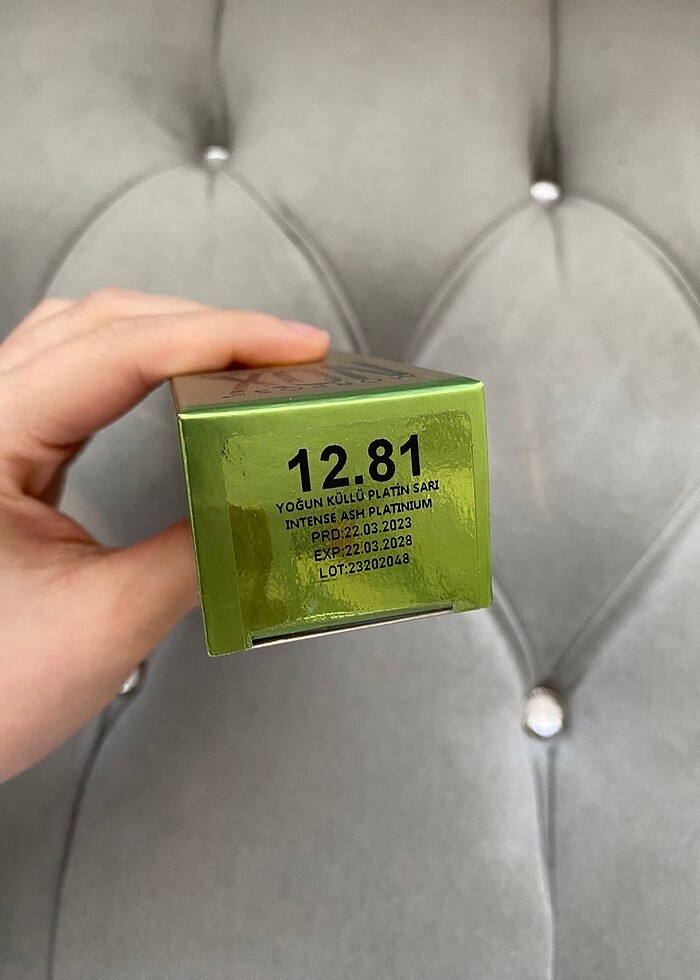 12.81
YOĞUN KÜLLÜ PLATİN SARI
INTENSE ASH PLATINIUM
PRD:22.03.2023
EXP:22.03.2028
LOT:23202048